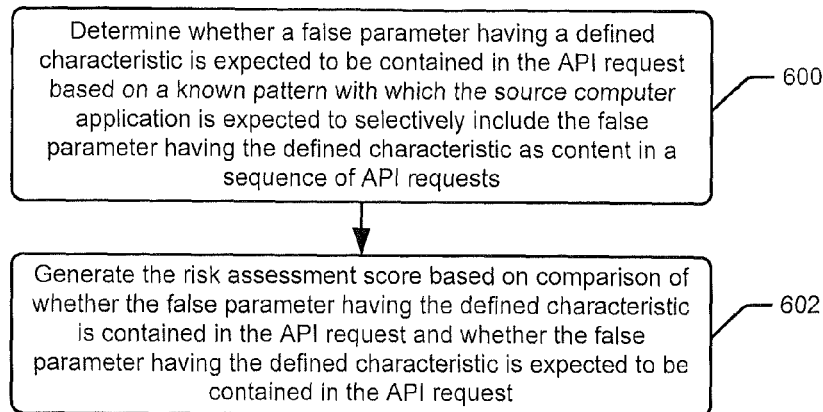 Determine whether a false parameter having a defined
characteristic is expected to be contained in the API request
based on a known pattern with which the source computer
application is expected to selectively include the false
parameter having the defined characteristic as content in a
sequence of API requests
600
Generate the risk assessment score based on comparison of
whether the false parameter having the defined characteristic
is contained in the API request and whether the false
parameter having the defined characteristic is expected to be
contained in the API request
602